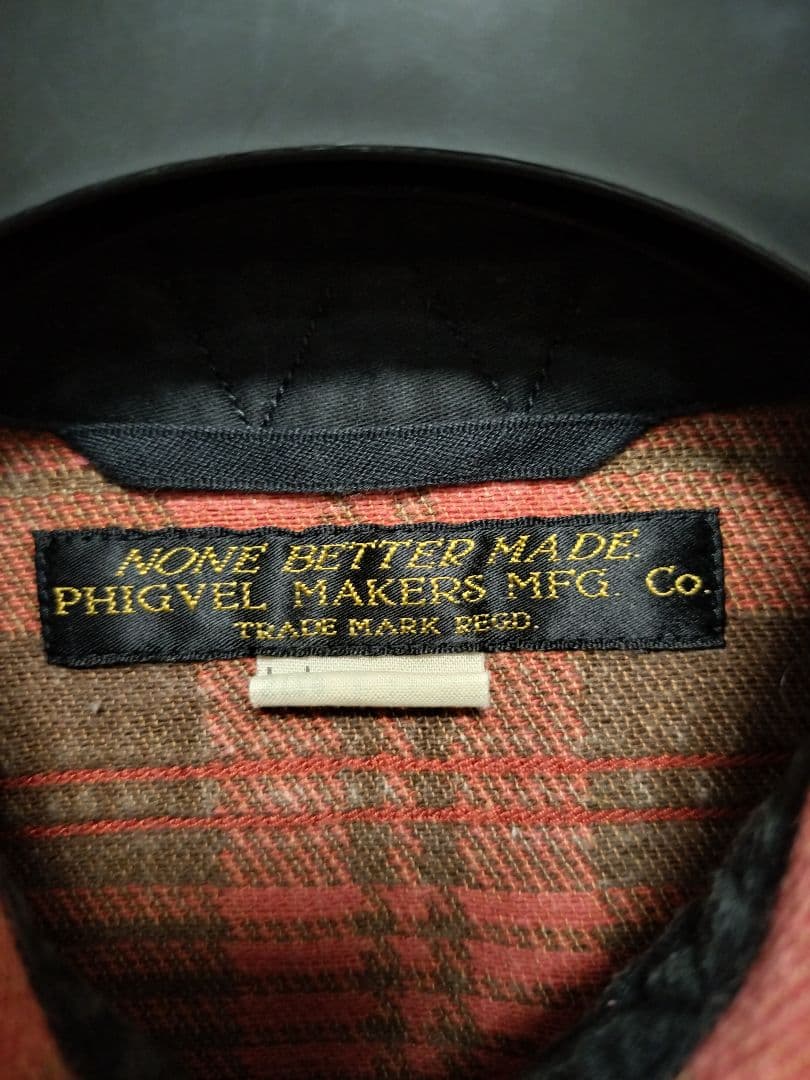 NONE BETTER MADE.
PHIGVEL MAKERS MFG. Co.
TRADE MARK REGD.